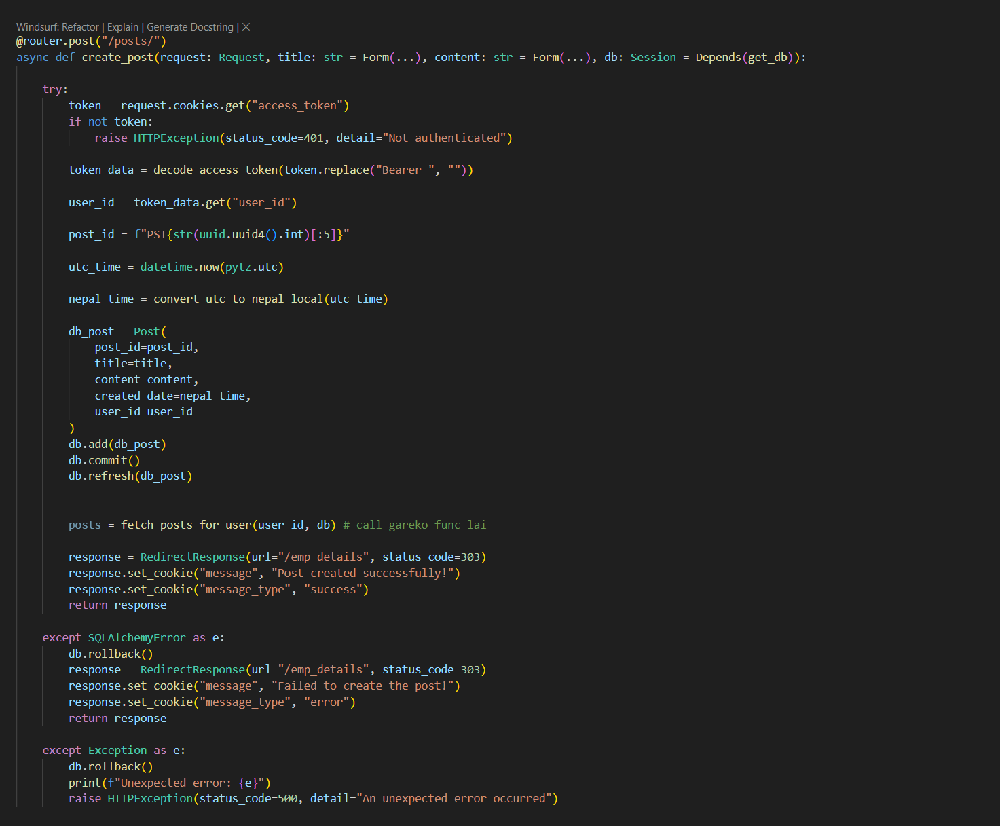 Windsurf: Refactor | Explain | Generate Docstring | ✕
@router.post("/posts/")
async def create_post(request: Request, title: str = Form(...), content: str = Form(...), db: Session = Depends(get_db)):
    try:
        token = request.cookies.get("access_token")
        if not token:
            raise HTTPException(status_code=401, detail="Not authenticated")
        token_data = decode_access_token(token.replace("Bearer ", ""))
        user_id = token_data.get("user_id")
        post_id = f"PST{str(uuid.uuid4().int)[:5]}"
        utc_time = datetime.now(pytz.utc)
        nepal_time = convert_utc_to_nepal_local(utc_time)
        db_post = Post(
            post_id=post_id,
            title=title,
            content=content,
            created_date=nepal_time,
            user_id=user_id
        )
        db.add(db_post)
        db.commit()
        db.refresh(db_post)
        posts = fetch_posts_for_user(user_id, db) # call gareko func lai
        response = RedirectResponse(url="/emp_details", status_code=303)
        response.set_cookie("message", "Post created successfully!")
        response.set_cookie("message_type", "success")
        return response
    except SQLAlchemyError as e:
        db.rollback()
        response = RedirectResponse(url="/emp_details", status_code=303)
        response.set_cookie("message", "Failed to create the post!")
        response.set_cookie("message_type", "error")
        return response
    except Exception as e:
        db.rollback()
        print(f"Unexpected error: {e}")
        raise HTTPException(status_code=500, detail="An unexpected error occurred")